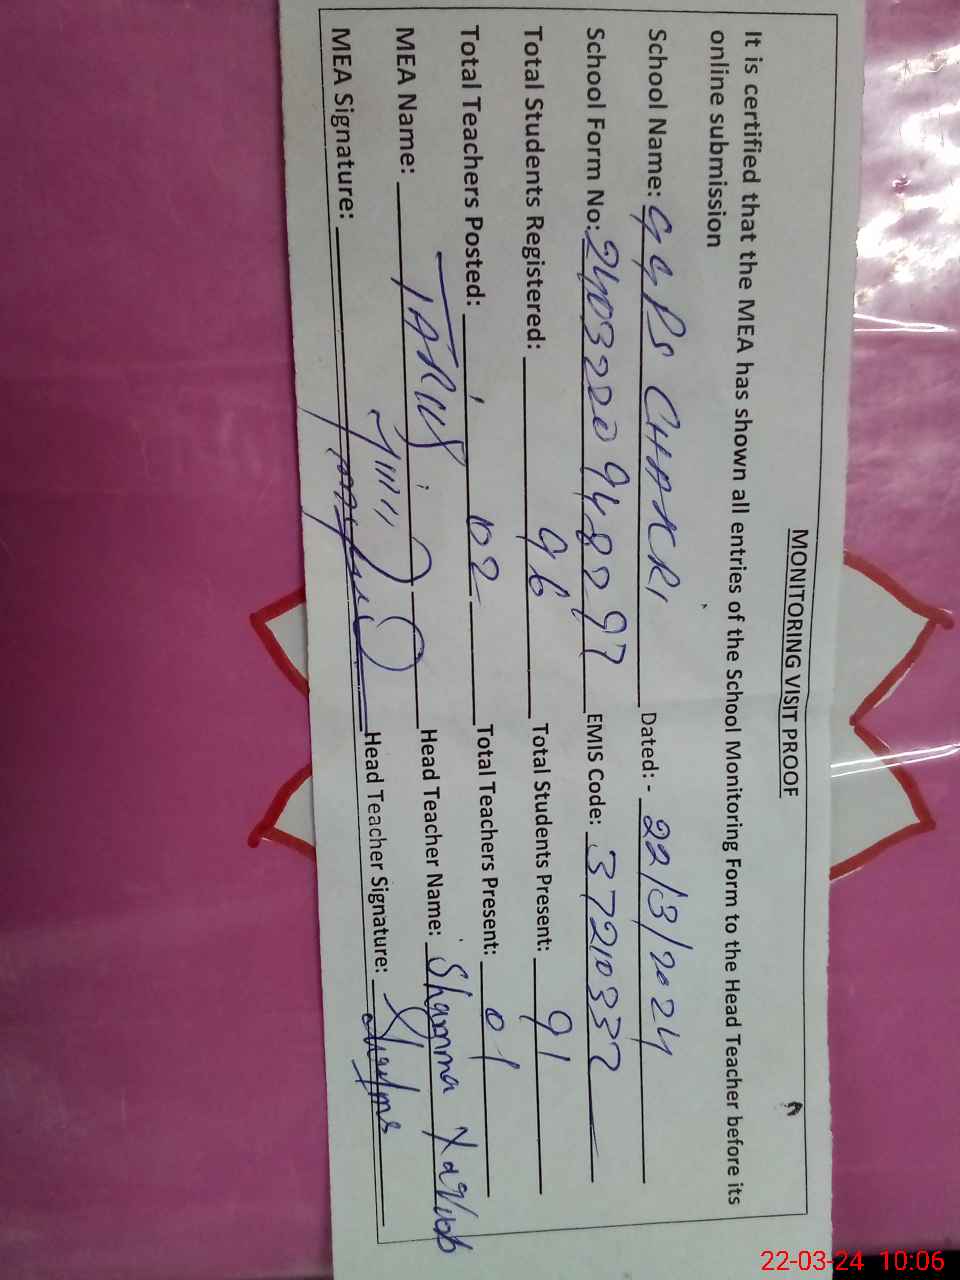 MONITORING VISIT PROOF
It is certified that the MEA has shown all entries of the School Monitoring Form to the Head Teacher before its
online submission
School Name: GGPS CHAKRI Dated: - 22/3/2024
School Form No: EMIS Code: 37210337
Total Students Registered: 96 Total Students Present: 91
Total Teachers Posted: 02 Total Teachers Present: 01
MEA Name: TARIQ Head Teacher Name: Shamma
MEA Signature: Head Teacher Signature:
22-03-24 10:06